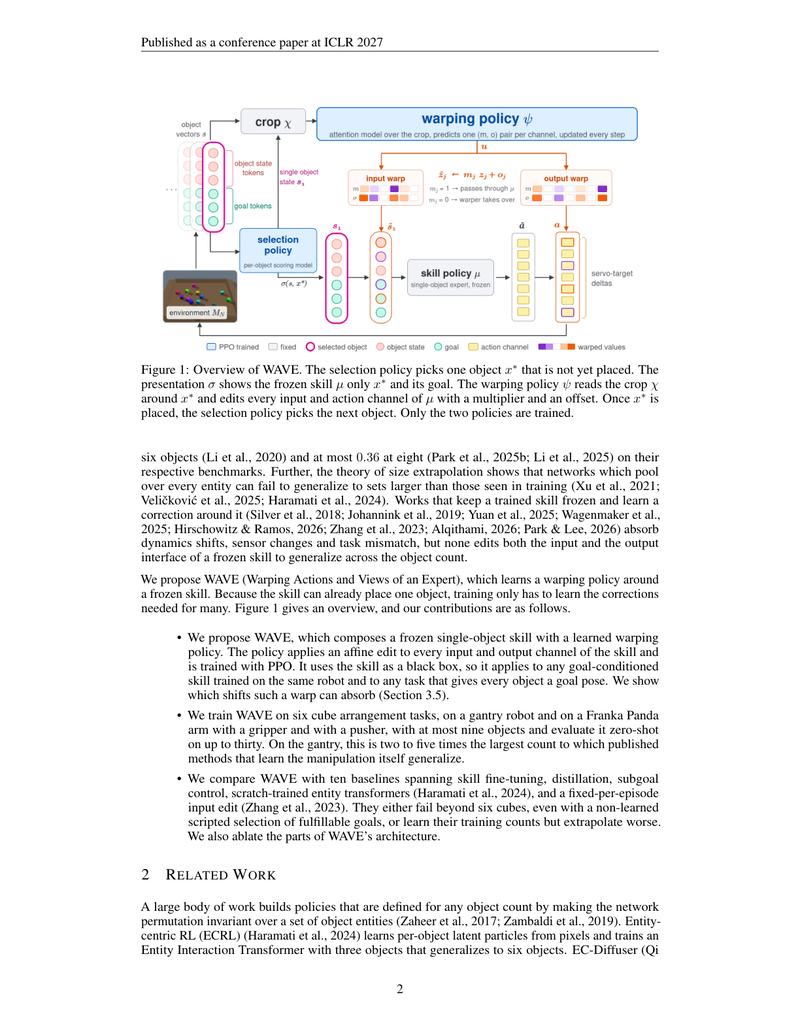 Published as a conference paper at ICLR 2027
object
vectors s
crop χ
warping policy ψ
attention model over the crop, predicts one (m, o) pair per channel, updated every step
u
object state
tokens
single object
state s₁
goal tokens
input warp
m
o
z̃ⱼ ← mⱼ zⱼ + oⱼ
mⱼ = 1 → passes through μ
mⱼ = 0 → warper takes over
output warp
m
o
selection
policy
per-object scoring model
σ(s, x*)
s₁
s̃₁
skill policy μ
single-object expert, frozen
ã
a
servo-target
deltas
environment M_N
PPO trained
fixed
selected object
object state
goal
action channel
warped values
Figure 1: Overview of WAVE. The selection policy picks one object x* that is not yet placed. The
presentation σ shows the frozen skill μ only x* and its goal. The warping policy ψ reads the crop χ
around x* and edits every input and action channel of μ with a multiplier and an offset. Once x* is
placed, the selection policy picks the next object. Only the two policies are trained.
six objects (Li et al., 2020) and at most 0.36 at eight (Park et al., 2025b; Li et al., 2025) on their
respective benchmarks. Further, the theory of size extrapolation shows that networks which pool
over every entity can fail to generalize to sets larger than those seen in training (Xu et al., 2021;
Veličković et al., 2025; Haramati et al., 2024). Works that keep a trained skill frozen and learn a
correction around it (Silver et al., 2018; Johannink et al., 2019; Yuan et al., 2025; Wagenmaker et al.,
2025; Hirschowitz & Ramos, 2026; Zhang et al., 2023; Alqithami, 2026; Park & Lee, 2026) absorb
dynamics shifts, sensor changes and task mismatch, but none edits both the input and the output
interface of a frozen skill to generalize across the object count.
We propose WAVE (Warping Actions and Views of an Expert), which learns a warping policy around
a frozen skill. Because the skill can already place one object, training only has to learn the corrections
needed for many. Figure 1 gives an overview, and our contributions are as follows.
• We propose WAVE, which composes a frozen single-object skill with a learned warping
policy. The policy applies an affine edit to every input and output channel of the skill and
is trained with PPO. It uses the skill as a black box, so it applies to any goal-conditioned
skill trained on the same robot and to any task that gives every object a goal pose. We show
which shifts such a warp can absorb (Section 3.5).
• We train WAVE on six cube arrangement tasks, on a gantry robot and on a Franka Panda
arm with a gripper and with a pusher, with at most nine objects and evaluate it zero-shot
on up to thirty. On the gantry, this is two to five times the largest count to which published
methods that learn the manipulation itself generalize.
• We compare WAVE with ten baselines spanning skill fine-tuning, distillation, subgoal
control, scratch-trained entity transformers (Haramati et al., 2024), and a fixed-per-episode
input edit (Zhang et al., 2023). They either fail beyond six cubes, even with a non-learned
scripted selection of fulfillable goals, or learn their training counts but extrapolate worse.
We also ablate the parts of WAVE's architecture.
2 RELATED WORK
A large body of work builds policies that are defined for any object count by making the network
permutation invariant over a set of object entities (Zaheer et al., 2017; Zambaldi et al., 2019). Entity-
centric RL (ECRL) (Haramati et al., 2024) learns per-object latent particles from pixels and trains an
Entity Interaction Transformer with three objects that generalizes to six objects. EC-Diffuser (Qi
2